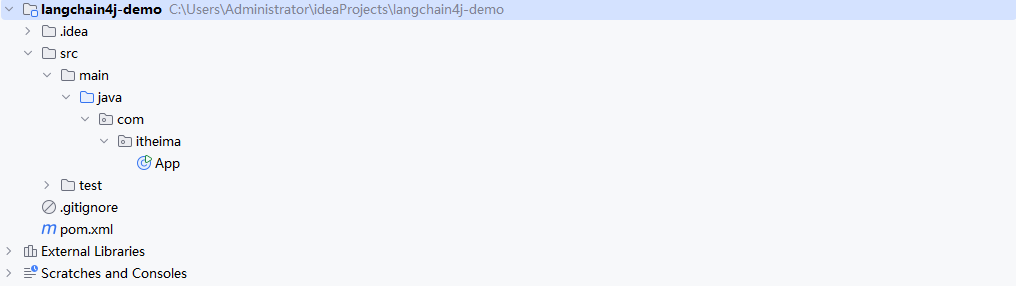 langchain4j-demo C:\Users\Administrator\ideaProjects\langchain4j-demo
.idea
src
main
java
com
itheima
App
test
.gitignore
pom.xml
External Libraries
Scratches and Consoles